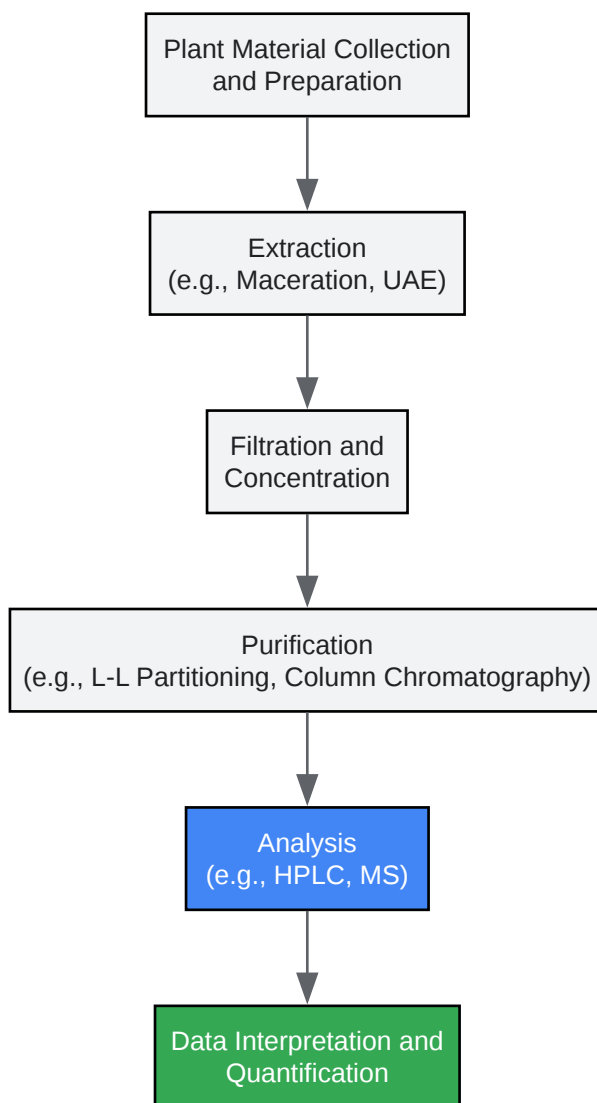 Plant Material Collection
and Preparation
Extraction
(e.g., Maceration, UAE)
Filtration and
Concentration
Purification
(e.g., L-L Partitioning, Column Chromatography)
Analysis
(e.g., HPLC, MS)
Data Interpretation and
Quantification